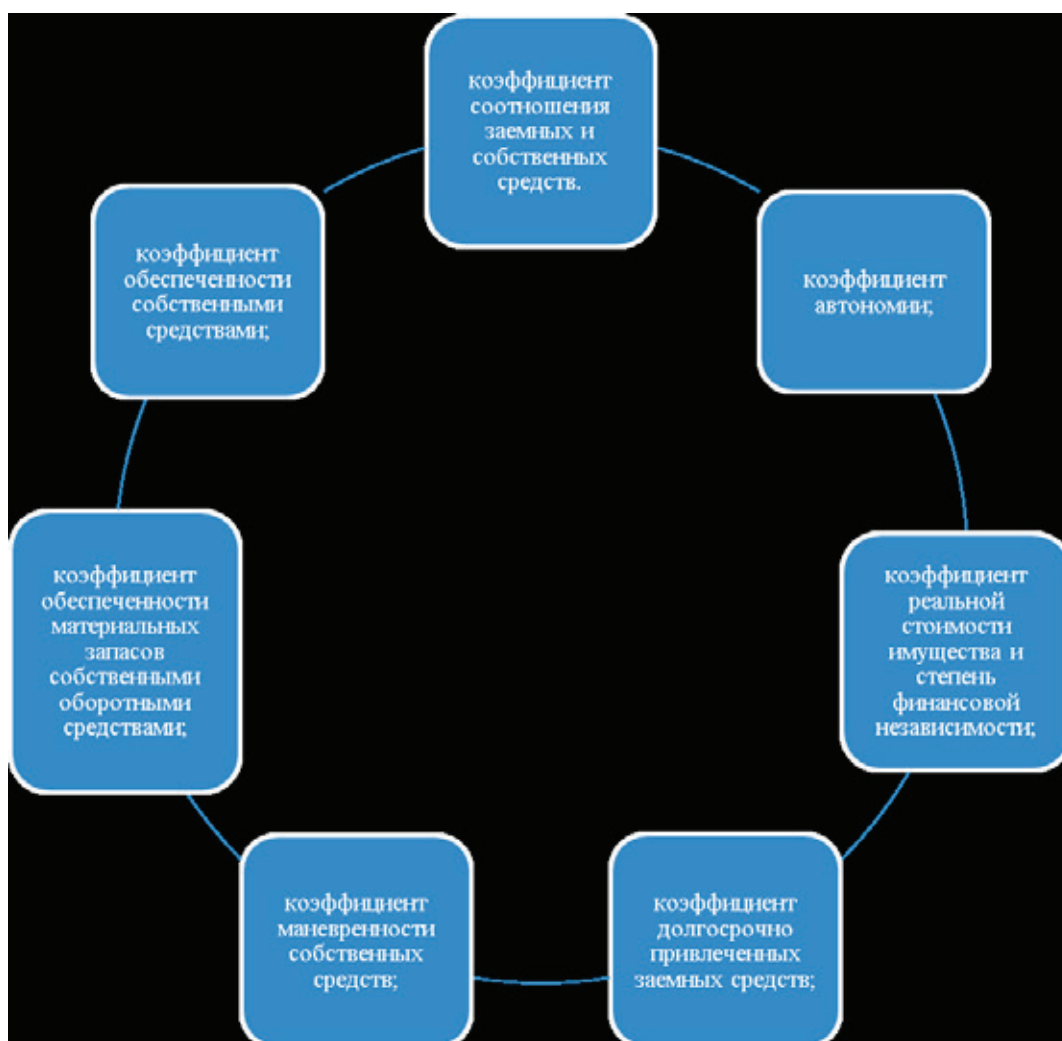 коэффициент
соотношения
заемных и
собственных
средств.
коэффициент
автономии;
коэффициент
реальной
стоимости
имущества и
степень
финансовой
независимости;
коэффициент
долгосрочно
привлеченных
заемных средств;
коэффициент
маневренности
собственных
средств;
коэффициент
обеспеченности
материальных
запасов
собственными
оборотными
средствами;
коэффициент
обеспеченности
собственными
средствами;